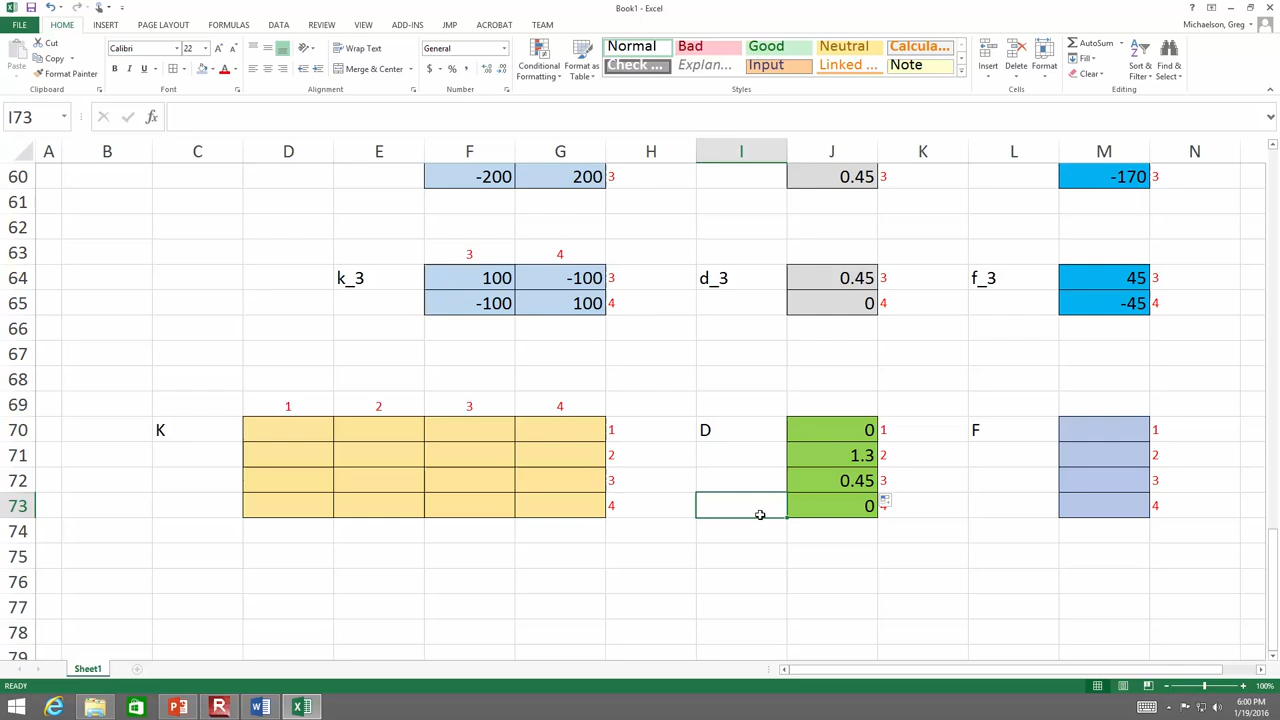 Book1 - Excel
FILE HOME INSERT PAGE LAYOUT FORMULAS DATA REVIEW VIEW ADD-INS JMP ACROBAT TEAM
Michaelson, Greg
Paste
Cut
Copy
Format Painter
Clipboard
Calibri 22
B I U
Font
Wrap Text
Merge & Center
Alignment
General
$ % ,
Number
Conditional Formatting
Format as Table
Normal Bad Good Neutral Calcula...
Check ... Explan... Input Linked ... Note
Styles
Insert Delete Format
Cells
AutoSum
Fill
Clear
Sort & Filter
Find & Select
Editing
I73
fx
A B C D E F G H I J K L M N
60 -200 200 3 0.45 3 -170 3
61
62
63 3 4
64 k_3 100 -100 3 d_3 0.45 3 f_3 45 3
65 -100 100 4 0 4 -45 4
66
67
68
69 1 2 3 4
70 K 1 D 0 1 F 1
71 2 1.3 2 2
72 3 0.45 3 3
73 4 0 4 4
74
75
76
77
78
79
Sheet1
READY
100%
6:00 PM
1/19/2016